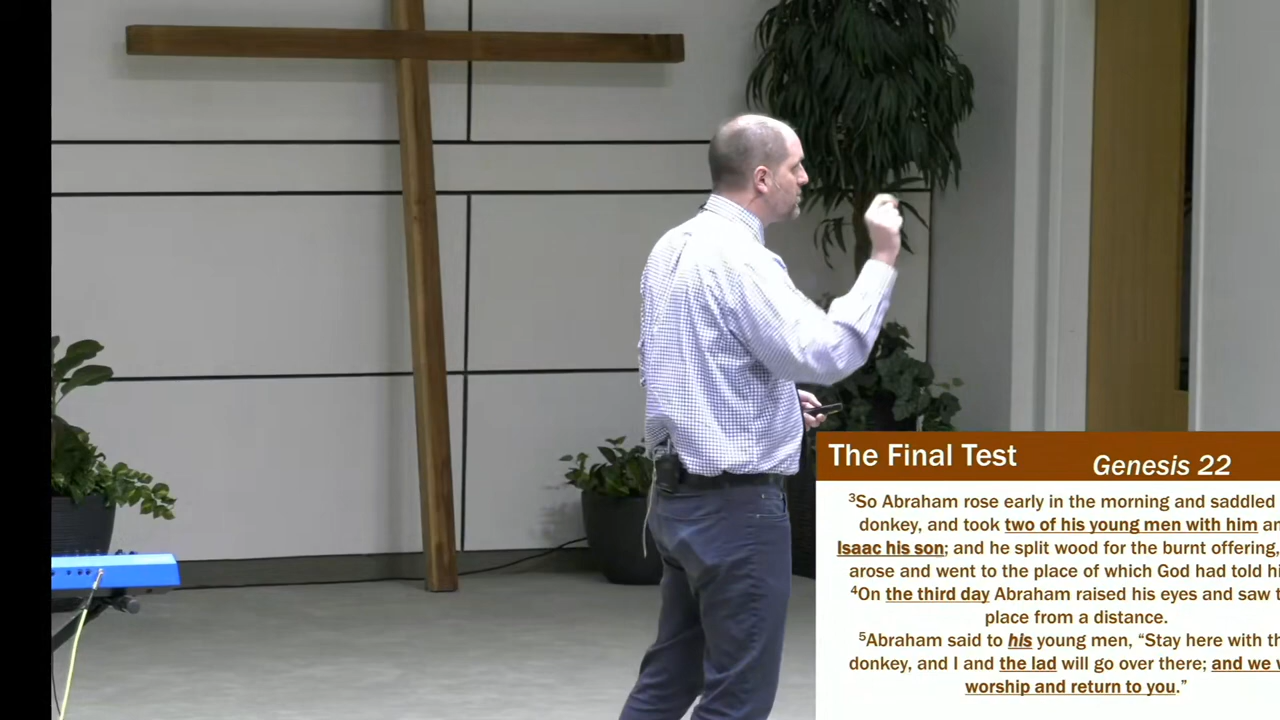 The Final Test
Genesis 22
³So Abraham rose early in the morning and saddled
donkey, and took two of his young men with him
Isaac his son; and he split wood for the burnt offering,
arose and went to the place of which God had told
⁴On the third day Abraham raised his eyes and saw
place from a distance.
⁵Abraham said to his young men, “Stay here with
donkey, and I and the lad will go over there; and we
worship and return to you.”